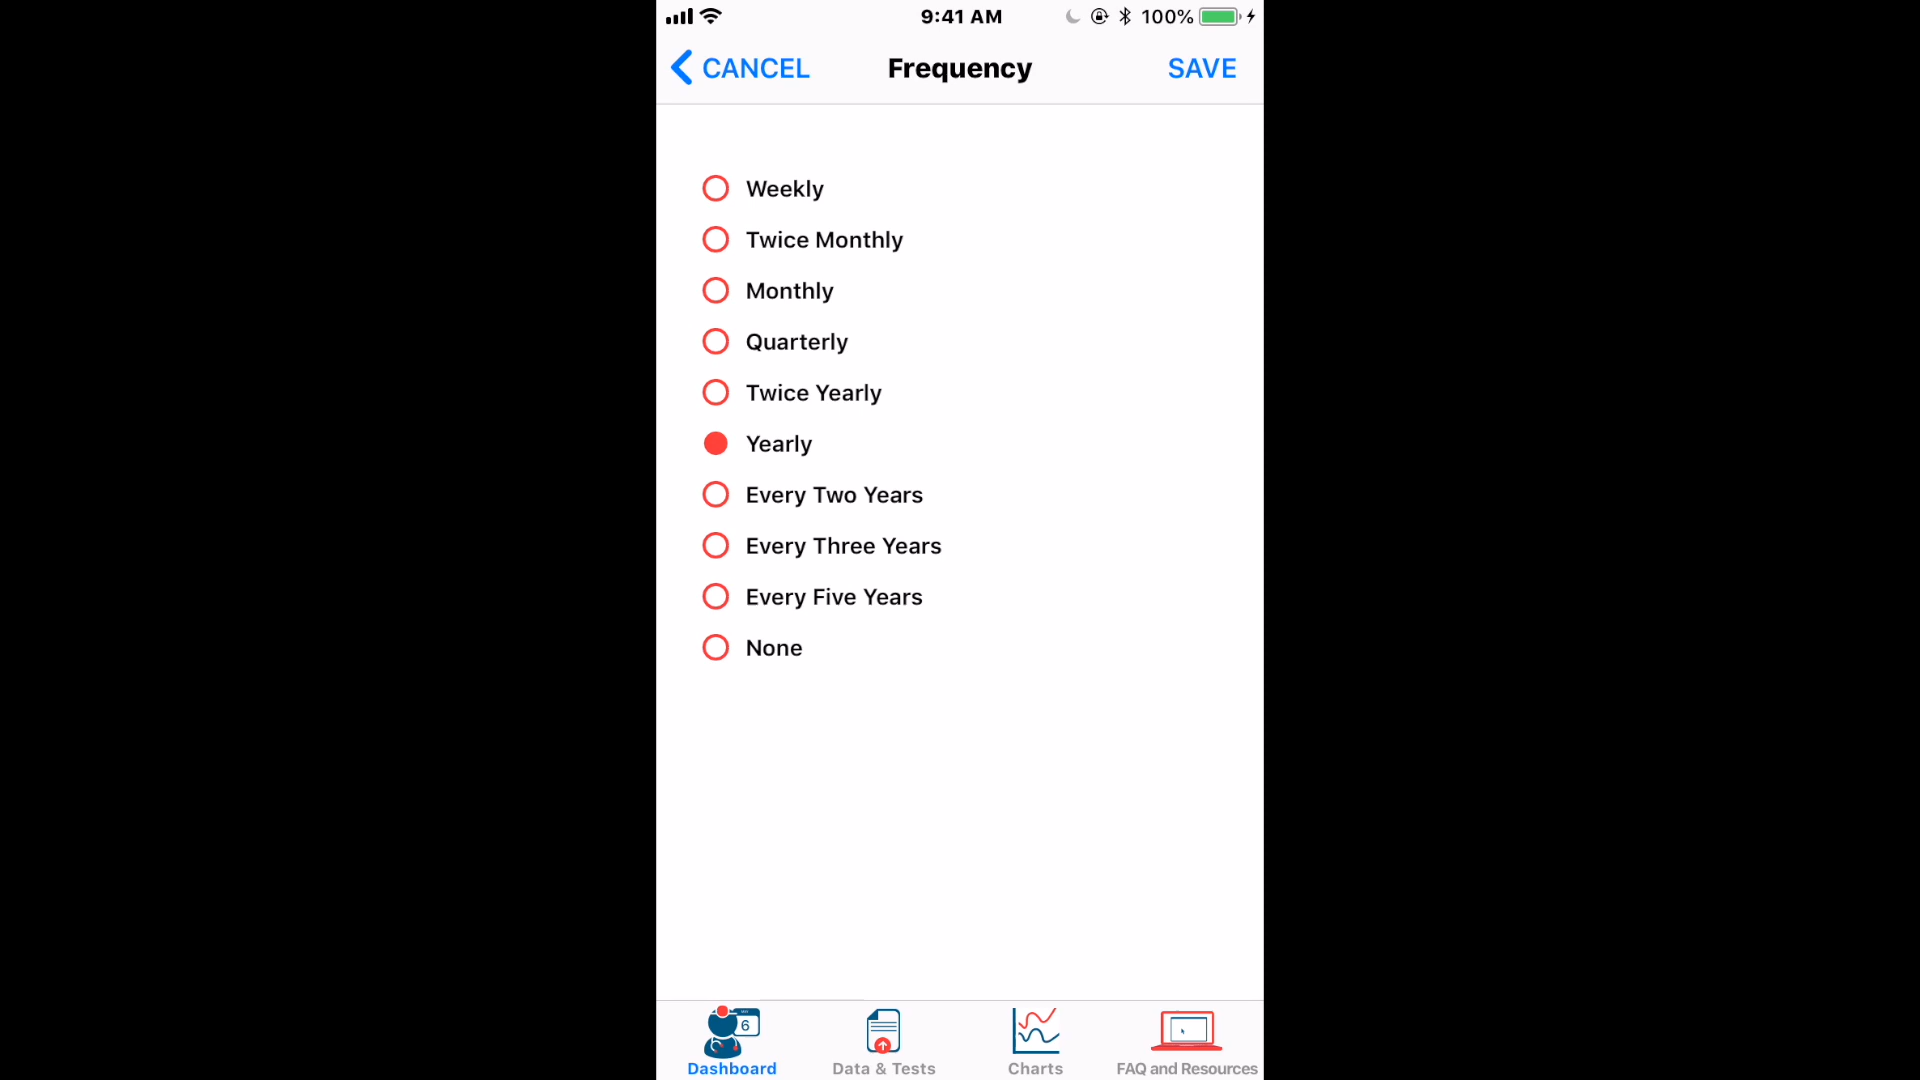 9:41 AM
100%
CANCEL
Frequency
SAVE
Weekly
Twice Monthly
Monthly
Quarterly
Twice Yearly
Yearly
Every Two Years
Every Three Years
Every Five Years
None
6
Dashboard
Data & Tests
Charts
FAQ and Resources